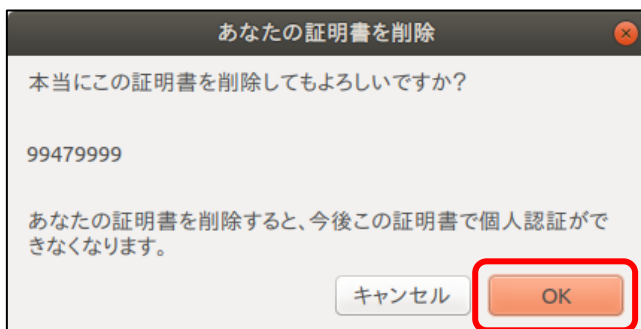 あなたの証明書を削除
本当にこの証明書を削除してもよろしいですか?
99479999
あなたの証明書を削除すると、今後この証明書で個人認証がで
きなくなります。
キャンセル OK